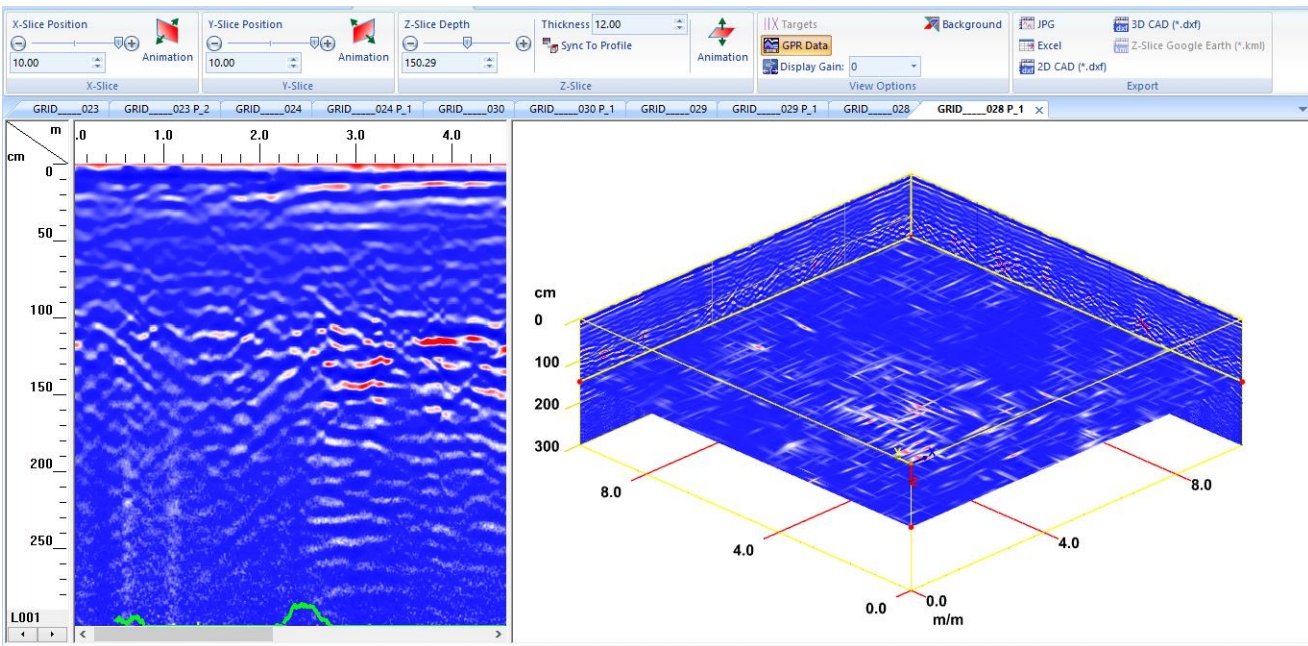 X-Slice Position
10.00
Animation
X-Slice
Y-Slice Position
10.00
Animation
Y-Slice
Z-Slice Depth
150.29
Thickness 12.00
Sync To Profile
Animation
Z-Slice
Targets
GPR Data
Display Gain: 0
Background
View Options
JPG
Excel
2D CAD (*.dxf)
3D CAD (*.dxf)
Z-Slice Google Earth (*.kml)
Export
GRID____023 GRID____023 P_2 GRID____024 GRID____024 P_1 GRID____030 GRID____030 P_1 GRID____029 GRID____029 P_1 GRID____028 GRID____028 P_1
m .0 1.0 2.0 3.0 4.0
cm
0
50
100
150
200
250
L001
cm
0
100
200
300
8.0
4.0
0.0
0.0
4.0
8.0
m/m